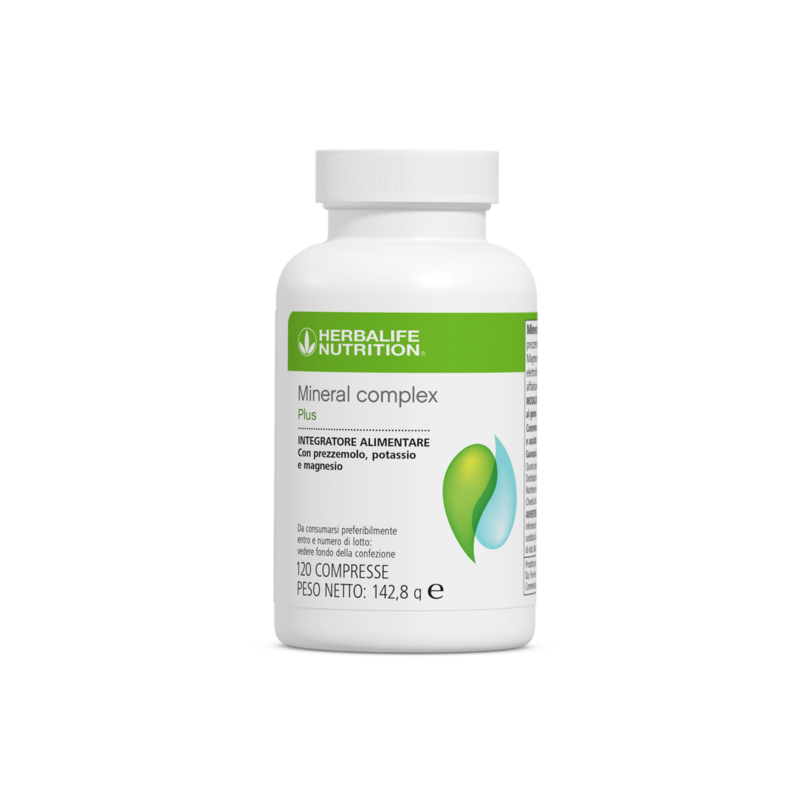 HERBALIFE
NUTRITION®
Mineral complex
Plus
INTEGRATORE ALIMENTARE
Con prezzemolo, potassio
e magnesio
Da consumarsi preferibilmente
entro e numero di lotto:
vedere fondo della confezione
120 COMPRESSE
PESO NETTO: 142,8 g ℮